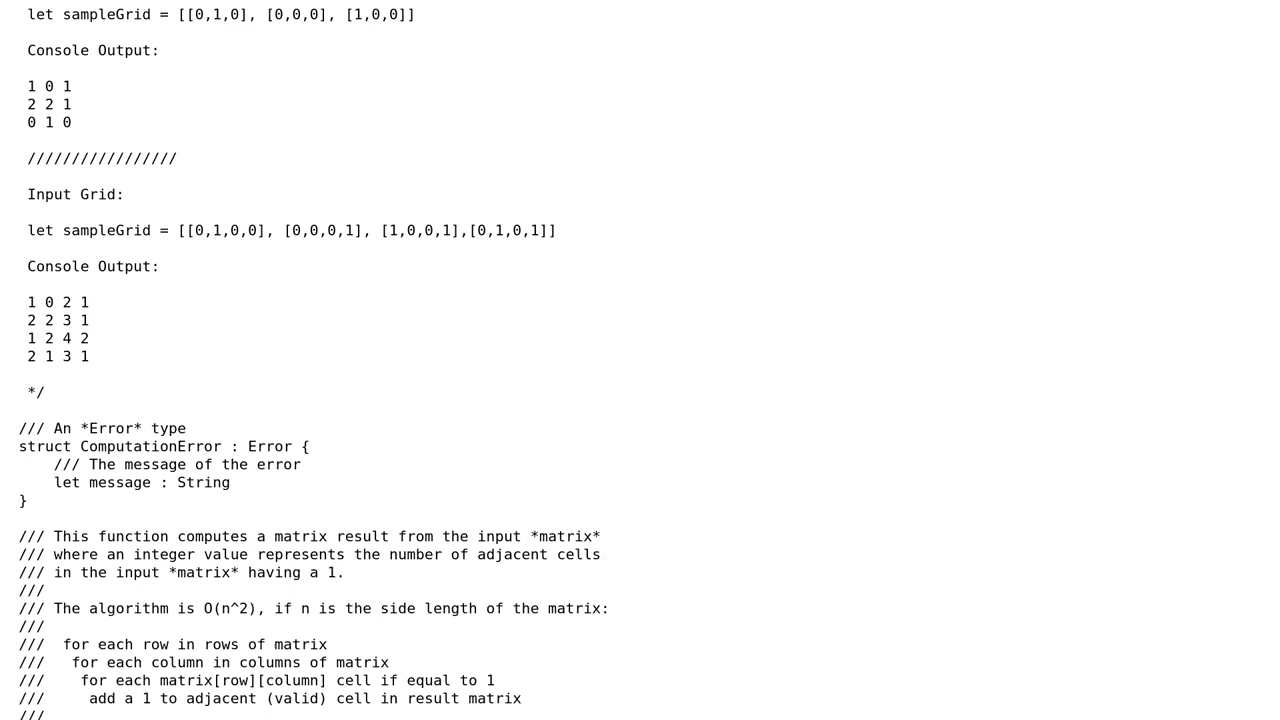 let sampleGrid = [[0,1,0], [0,0,0], [1,0,0]]
Console Output:
1 0 1
2 2 1
0 1 0
/////////////////
Input Grid:
let sampleGrid = [[0,1,0,0], [0,0,0,1], [1,0,0,1],[0,1,0,1]]
Console Output:
1 0 2 1
2 2 3 1
1 2 4 2
2 1 3 1
*/
/// An *Error* type
struct ComputationError : Error {
    /// The message of the error
    let message : String
}
/// This function computes a matrix result from the input *matrix*
/// where an integer value represents the number of adjacent cells
/// in the input *matrix* having a 1.
///
/// The algorithm is O(n^2), if n is the side length of the matrix:
///
///  for each row in rows of matrix
///   for each column in columns of matrix
///    for each matrix[row][column] cell if equal to 1
///     add a 1 to adjacent (valid) cell in result matrix
///